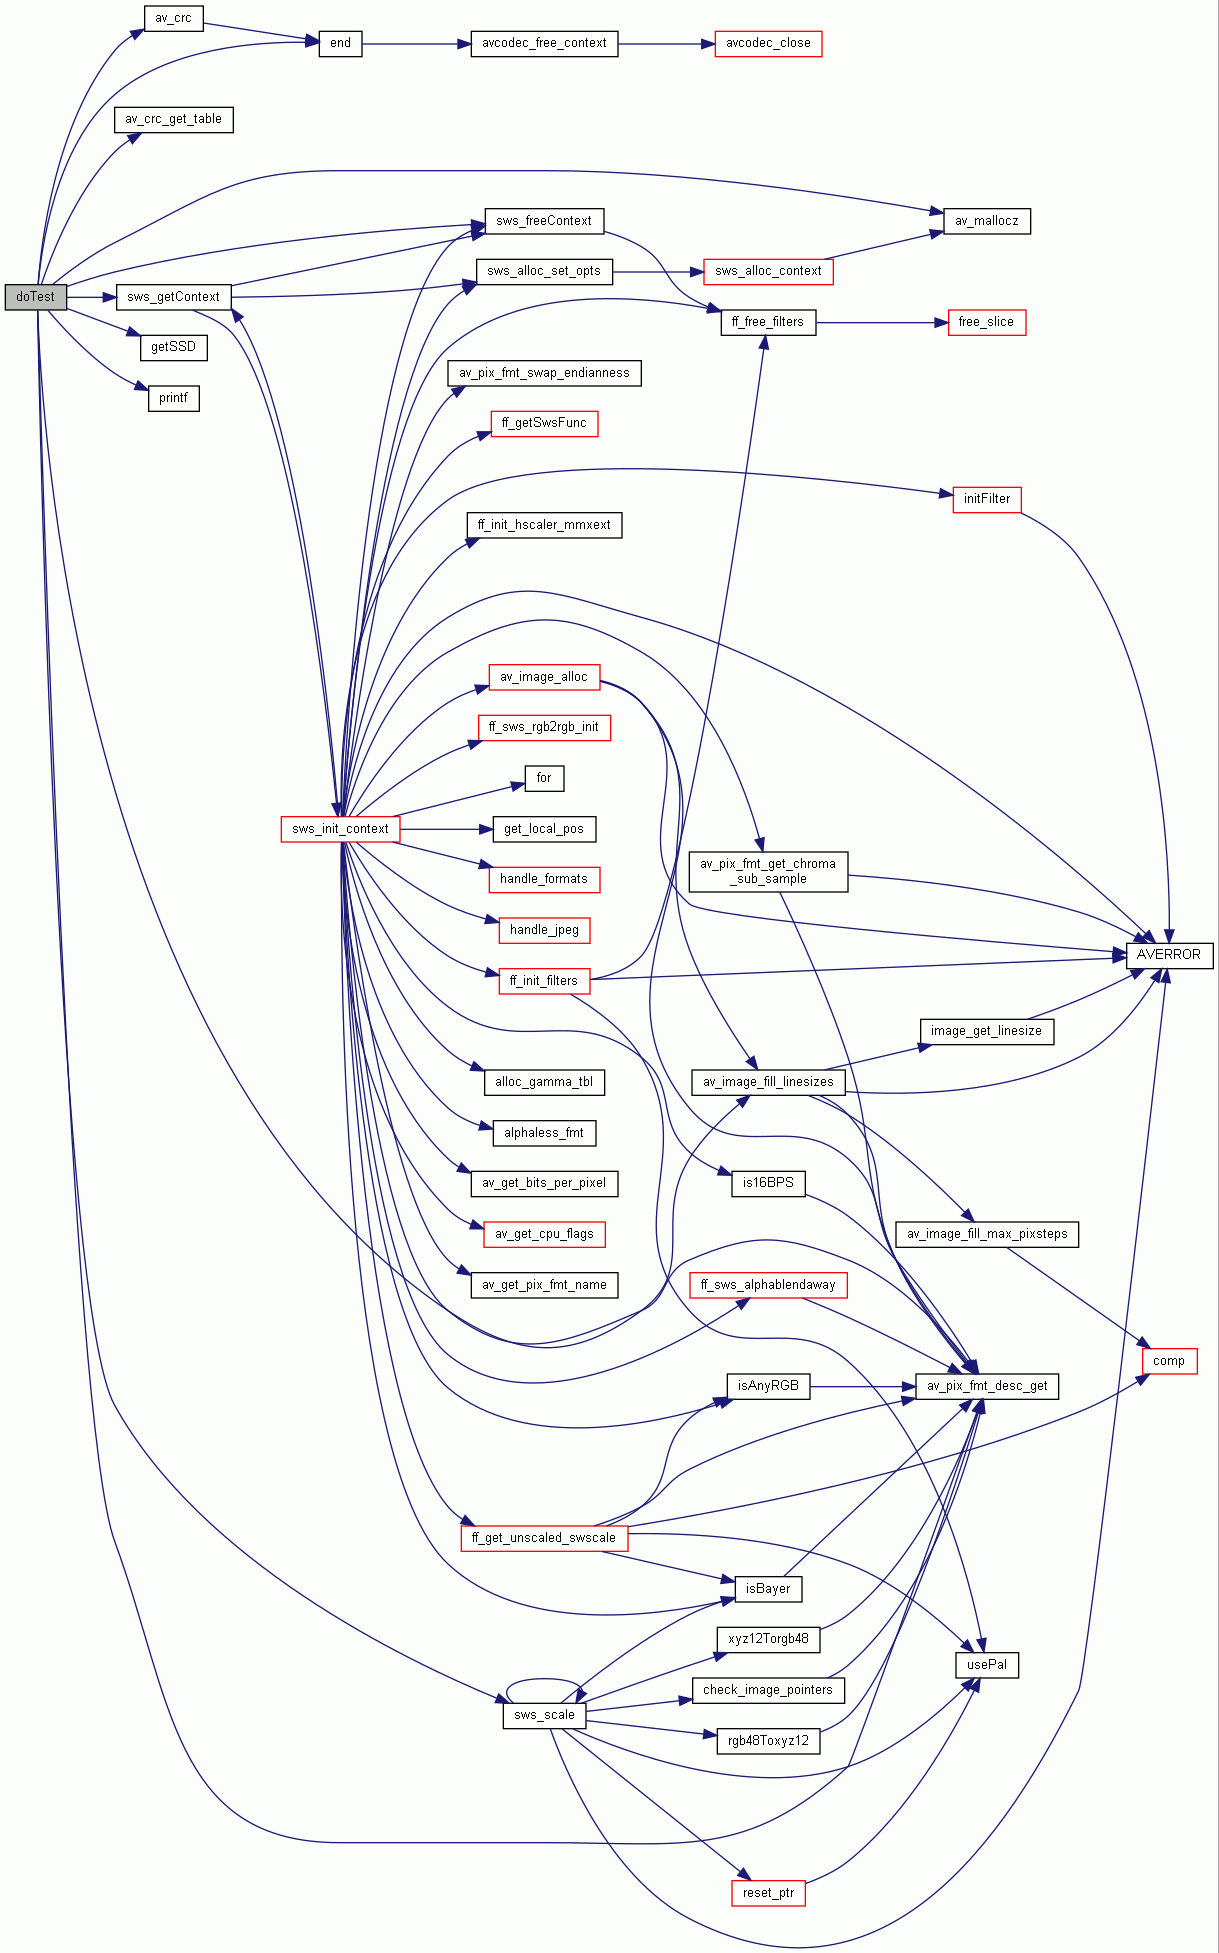 av_crc
end
avcodec_free_context
avcodec_close
av_crc_get_table
sws_freeContext
av_mallocz
sws_alloc_set_opts
sws_alloc_context
doTest
sws_getContext
ff_free_filters
free_slice
getSSD
av_pix_fmt_swap_endianness
printf
ff_getSwsFunc
initFilter
ff_init_hscaler_mmxext
av_image_alloc
ff_sws_rgb2rgb_init
for
sws_init_context
get_local_pos
av_pix_fmt_get_chroma
_sub_sample
handle_formats
handle_jpeg
AVERROR
ff_init_filters
image_get_linesize
alloc_gamma_tbl
av_image_fill_linesizes
alphaless_fmt
av_get_bits_per_pixel
is16BPS
av_get_cpu_flags
av_image_fill_max_pixsteps
av_get_pix_fmt_name
ff_sws_alphablendaway
comp
isAnyRGB
av_pix_fmt_desc_get
ff_get_unscaled_swscale
isBayer
xyz12Torgb48
usePal
check_image_pointers
sws_scale
rgb48Toxyz12
reset_ptr